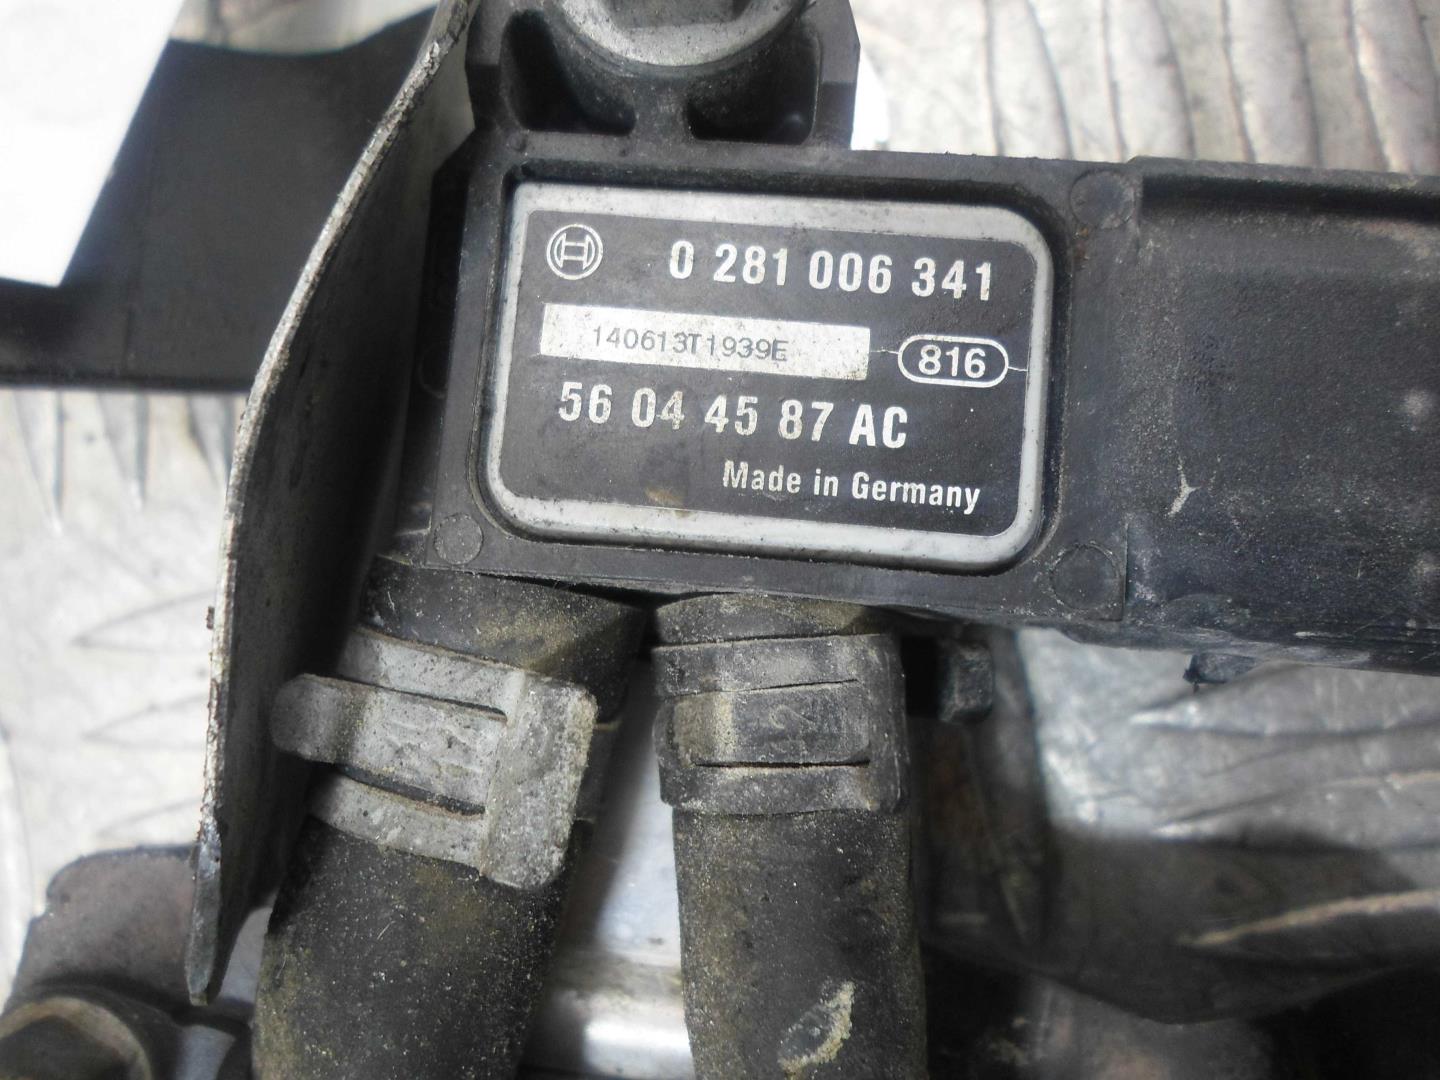 0 281 006 341
140613T1939E
816
56 04 45 87 AC
Made in Germany